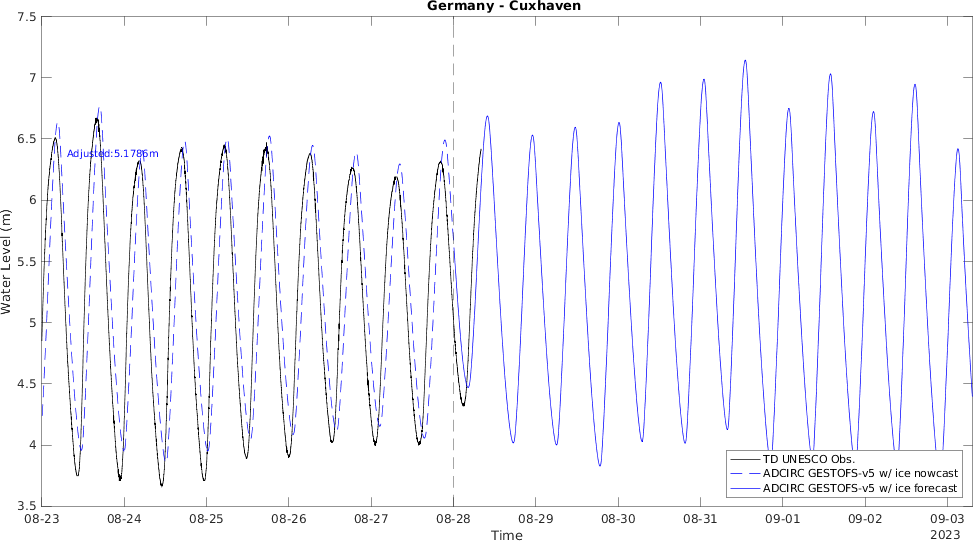 Germany - Cuxhaven
7.5
7
6.5
6
5.5
5
4.5
4
3.5
Water Level (m)
Adjusted:5.1786m
TD UNESCO Obs.
ADCIRC GESTOFS-v5 w/ ice nowcast
ADCIRC GESTOFS-v5 w/ ice forecast
08-23 08-24 08-25 08-26 08-27 08-28 08-29 08-30 08-31 09-01 09-02 09-03
2023
Time